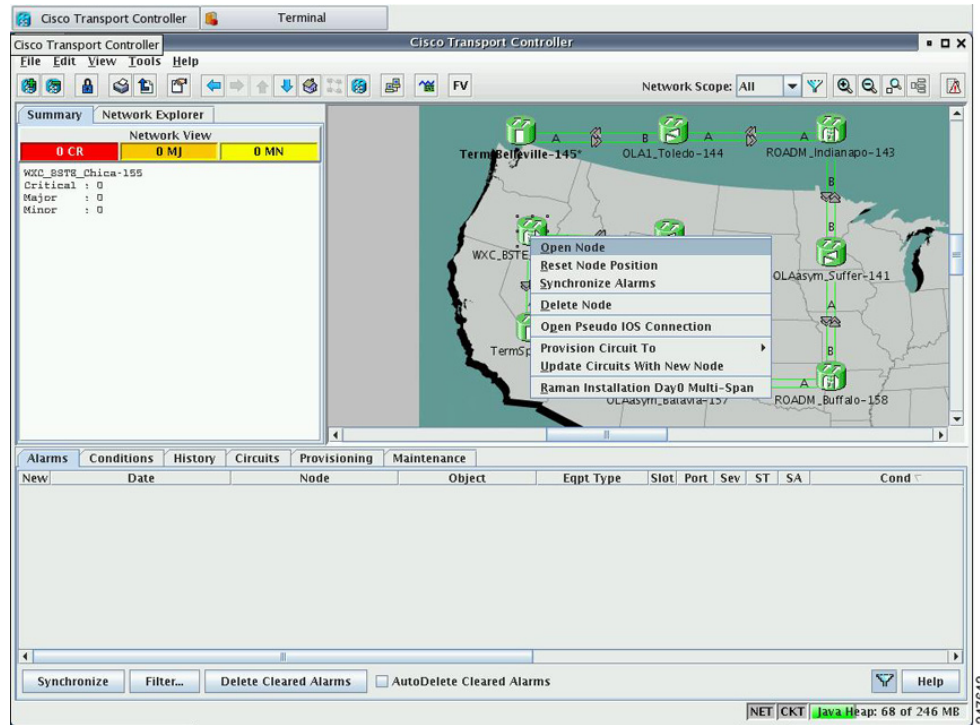 Cisco Transport Controller
Terminal
Cisco Transport Controller
Cisco Transport Controller
File Edit View Tools Help
FV
Network Scope: All
Summary Network Explorer
Network View
0 CR 0 MJ 0 MN
WXC_BSTE_Chica-155
Critical : 0
Major : 0
Minor : 0
A B A A
Term_Belleville-145* OLA1_Toledo-144 ROADM_Indianapo-143
B
B
WXC_BSTE
OLAasym_Suffer-141
A
B
TermSp
A
OLAasym_Batavia-157 ROADM_Buffalo-158
Open Node
Reset Node Position
Synchronize Alarms
Delete Node
Open Pseudo IOS Connection
Provision Circuit To
Update Circuits With New Node
Raman Installation Day0 Multi-Span
Alarms Conditions History Circuits Provisioning Maintenance
New Date Node Object Eqpt Type Slot Port Sev ST SA Cond
Synchronize Filter... Delete Cleared Alarms AutoDelete Cleared Alarms Help
NET CKT Java Heap: 68 of 246 MB